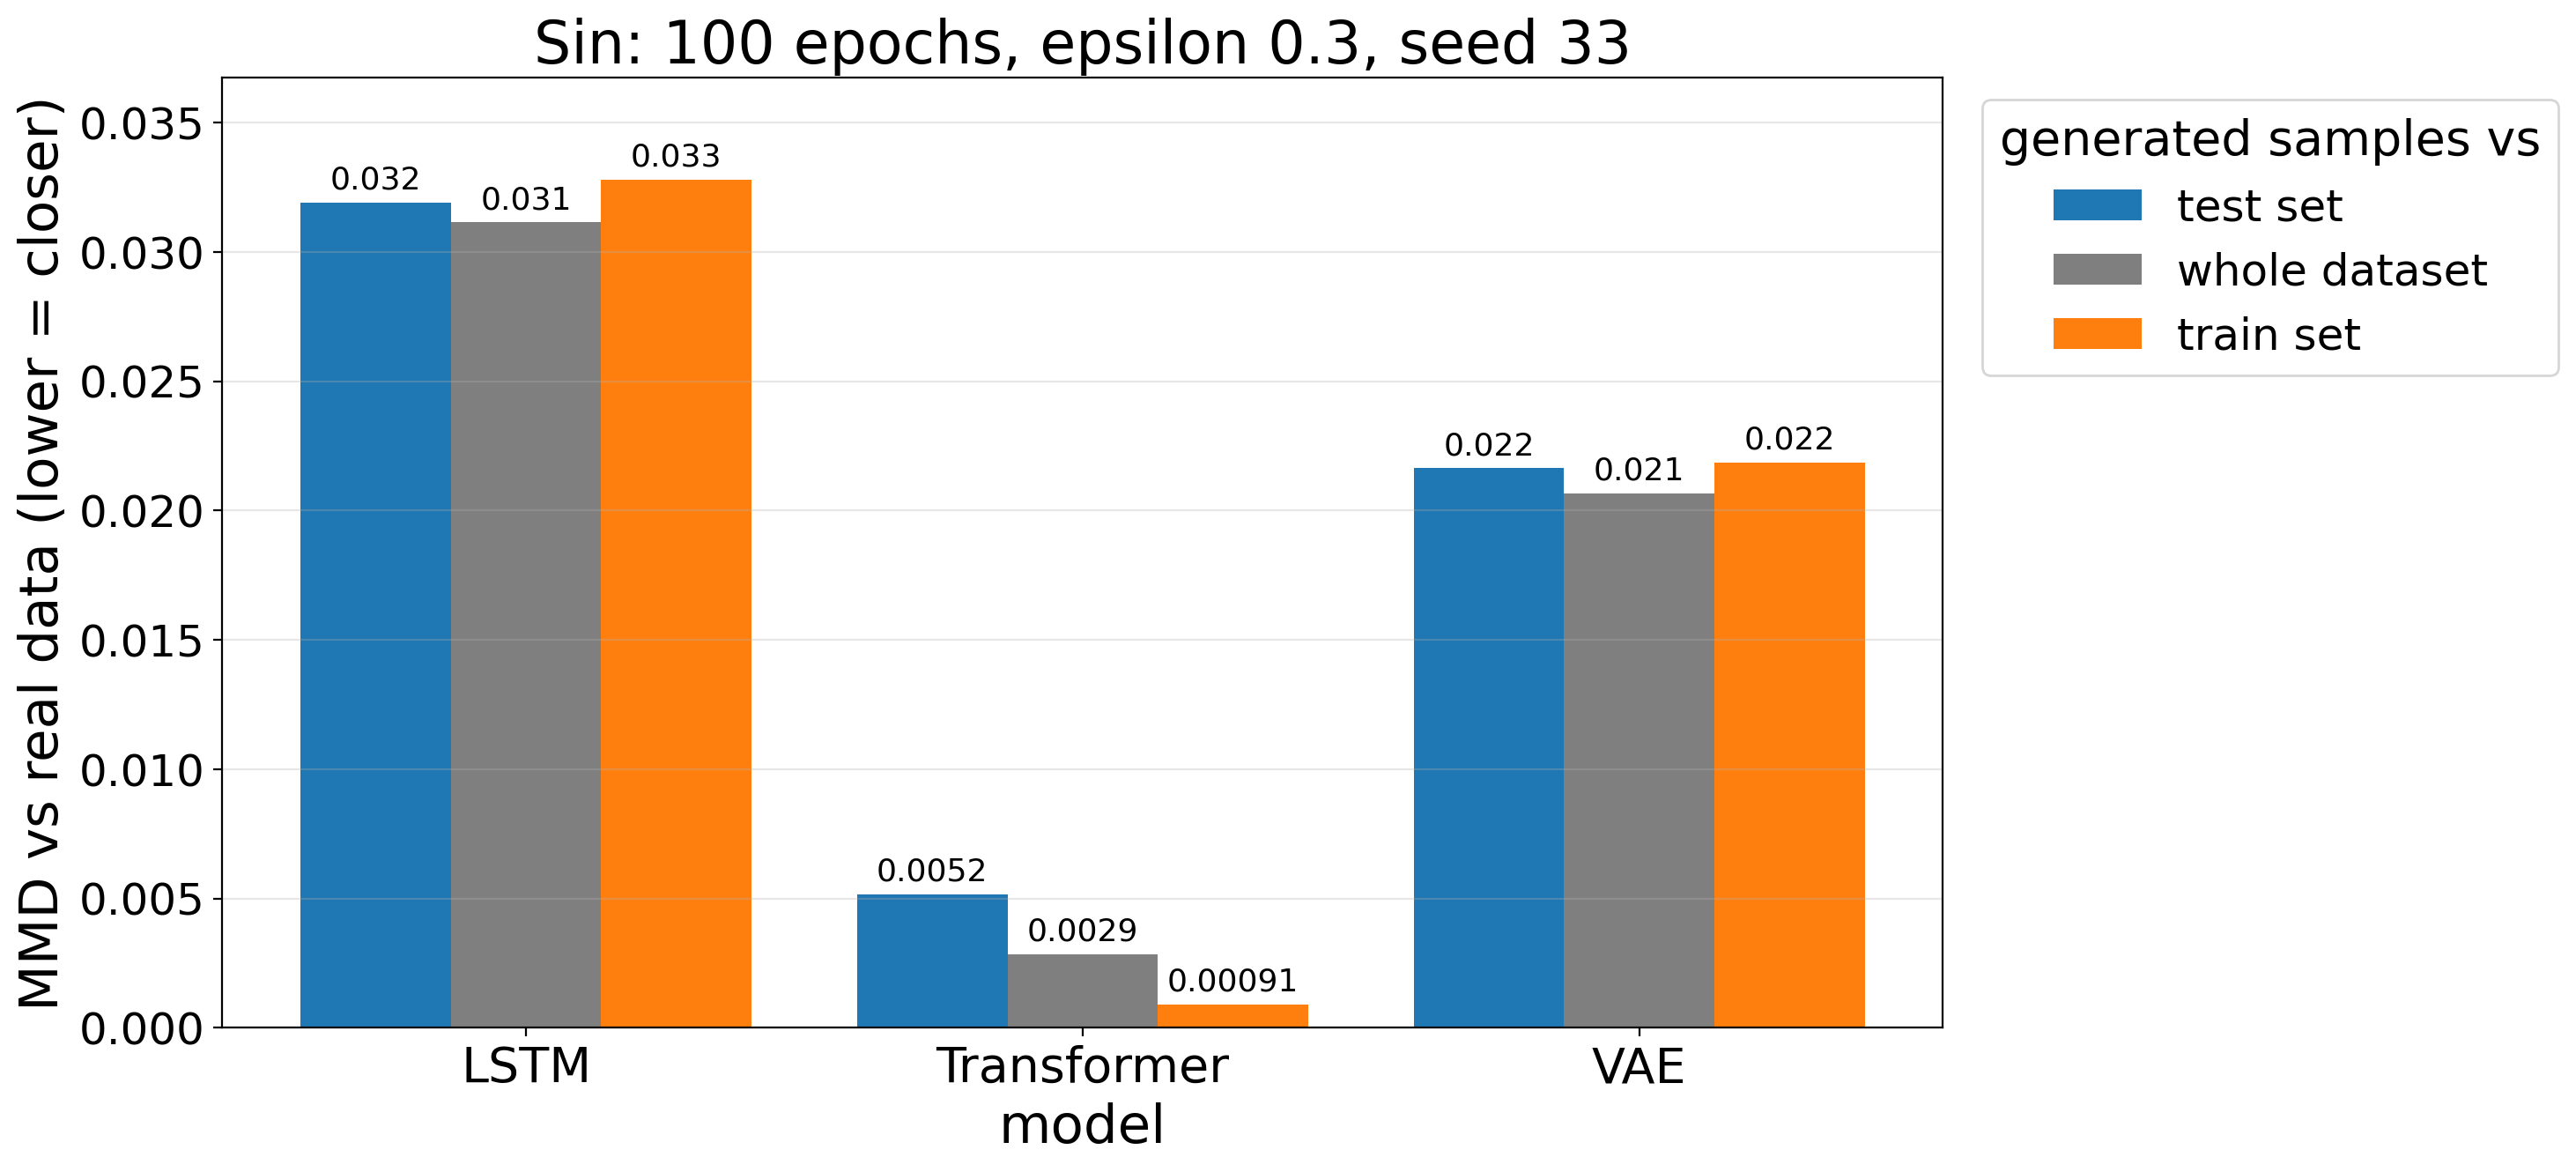 Sin: 100 epochs, epsilon 0.3, seed 33
MMD vs real data (lower = closer)
0.035
0.030
0.025
0.020
0.015
0.010
0.005
0.000
0.032
0.031
0.033
0.0052
0.0029
0.00091
0.022
0.021
0.022
LSTM
Transformer
VAE
model
generated samples vs
test set
whole dataset
train set